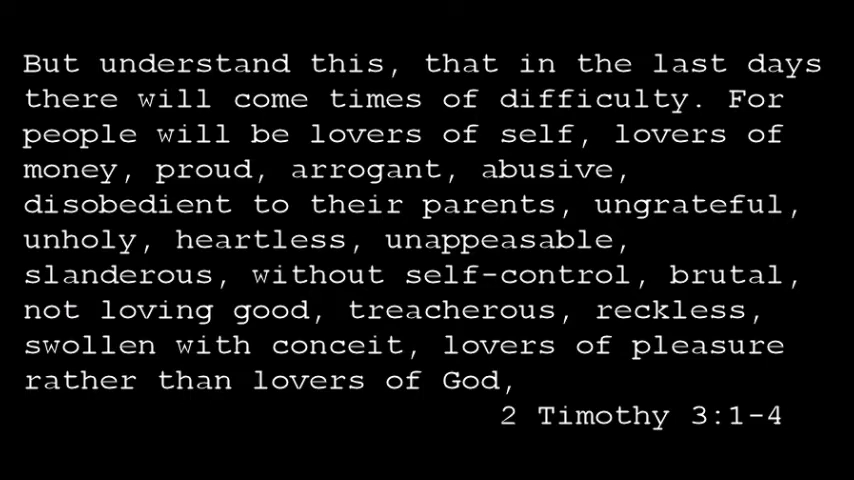 But understand this, that in the last days
there will come times of difficulty. For
people will be lovers of self, lovers of
money, proud, arrogant, abusive,
disobedient to their parents, ungrateful,
unholy, heartless, unappeasable,
slanderous, without self-control, brutal,
not loving good, treacherous, reckless,
swollen with conceit, lovers of pleasure
rather than lovers of God,
2 Timothy 3:1-4